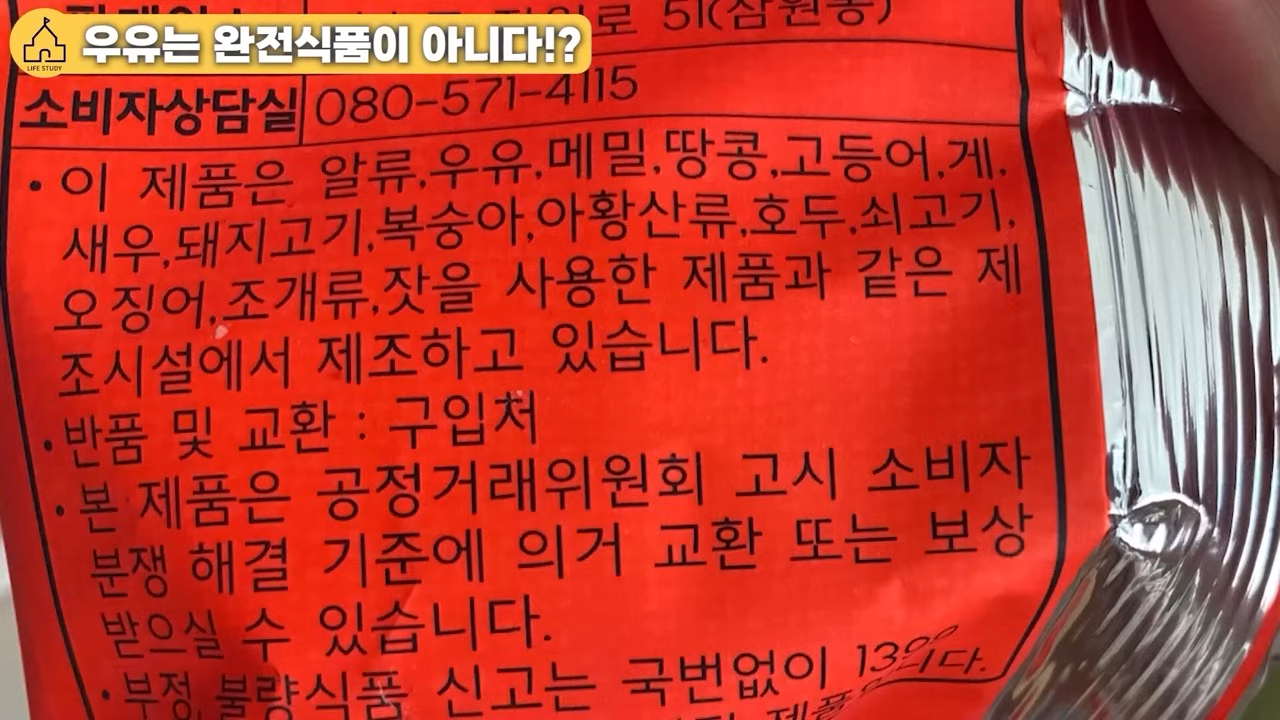 우유는 완전식품이 아니다!?
LIFE STUDY
51(삼원동)
소비자상담실 080-571-4115
• 이 제품은 알류,우유,메밀,땅콩,고등어,게,
새우,돼지고기,복숭아,아황산류,호두,쇠고기,
오징어,조개류,잣을 사용한 제품과 같은 제
조시설에서 제조하고 있습니다.
• 반품 및 교환 : 구입처
• 본 제품은 공정거래위원회 고시 소비자
분쟁 해결 기준에 의거 교환 또는 보상
받으실 수 있습니다.
• 부정, 불량식품 신고는 국번없이 1399